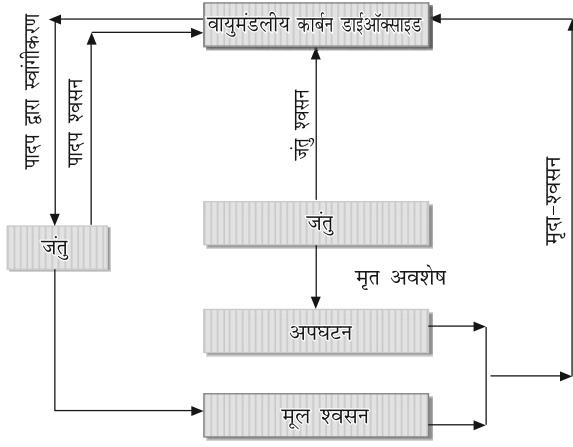 वायुमंडलीय कार्बन डाईऑक्साइड
पादप द्वारा स्वांगीकरण
पादप श्वसन
जंतु श्वसन
मृदा-श्वसन
जंतु
जंतु
मृत अवशेष
अपघटन
मूल श्वसन